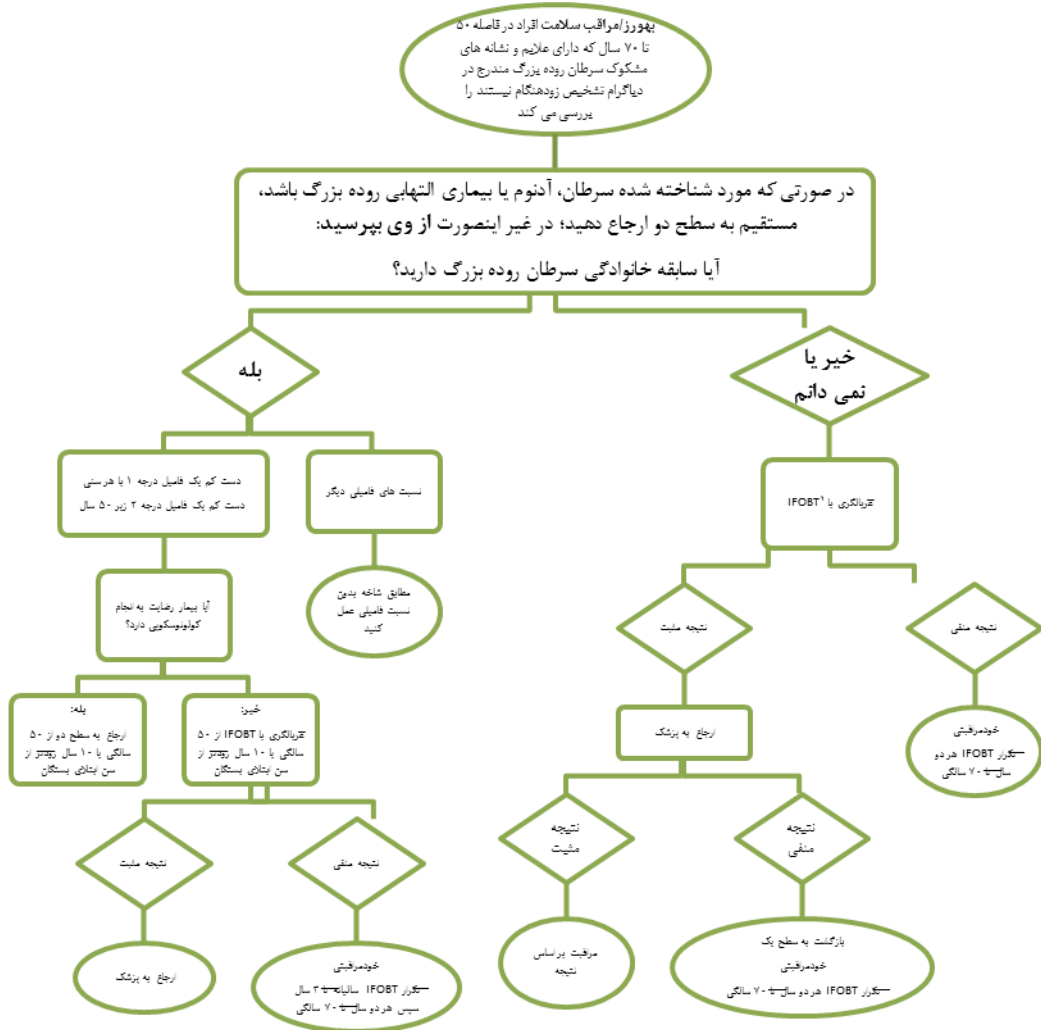 بهورز/مراقب سلامت افراد در فاصله ۵۰
تا ۷۰ سال که دارای علایم و نشانه های
مشکوک سرطان روده بزرگ مندرج در
دیاگرام تشخیص زودهنگام نیستند را
بررسی می کند
در صورتی که مورد شناخته شده سرطان، آدنوم یا بیماری التهابی روده بزرگ باشد،
مستقیم به سطح دو ارجاع دهید؛ در غیر اینصورت از وی بپرسید:
آیا سابقه خانوادگی سرطان روده بزرگ دارید؟
خیر یا
نمی دانم
بله
غربالگری با IFOBT۱
نسبت های فامیلی دیگر
دست کم یک فامیل درجه ۱ با هر سنی
دست کم یک فامیل درجه ۲ زیر ۵۰ سال
مطابق شاخه بدون
نسبت فامیلی عمل
کنید
آیا بیمار رضایت به انجام
کولونوسکوپی دارد؟
نتیجه منفی
نتیجه مثبت
خیر:
غربالگری با IFOBT از ۵۰
سالگی یا ۱۰ سال زودتر از
سن ابتلای بستگان
بله:
ارجاع به سطح دو از ۵۰
سالگی یا ۱۰ سال زودتر از
سن ابتلای بستگان
خودمراقبتی
تکرار IFOBT هر دو
سال تا ۷۰ سالگی
ارجاع به پزشک
نتیجه
منفی
نتیجه
مثبت
نتیجه منفی
نتیجه مثبت
بازگشت به سطح یک
خودمراقبتی
تکرار IFOBT هر دو سال تا ۷۰ سالگی
مراقبت بر اساس
نتیجه
خودمراقبتی
تکرار IFOBT سالیانه تا ۳ سال
سپس هر دو سال تا ۷۰ سالگی
ارجاع به پزشک